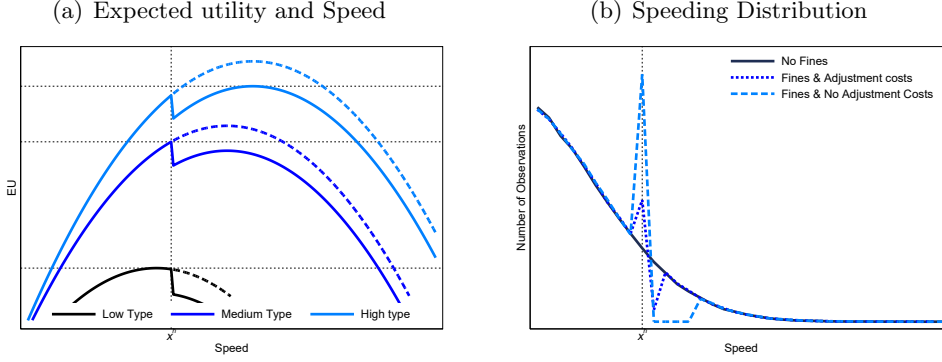 (a) Expected utility and Speed
EU
Low Type
Medium Type
High type
Speed
(b) Speeding Distribution
Number of Observations
No Fines
Fines & Adjustment costs
Fines & No Adjustment Costs
Speed